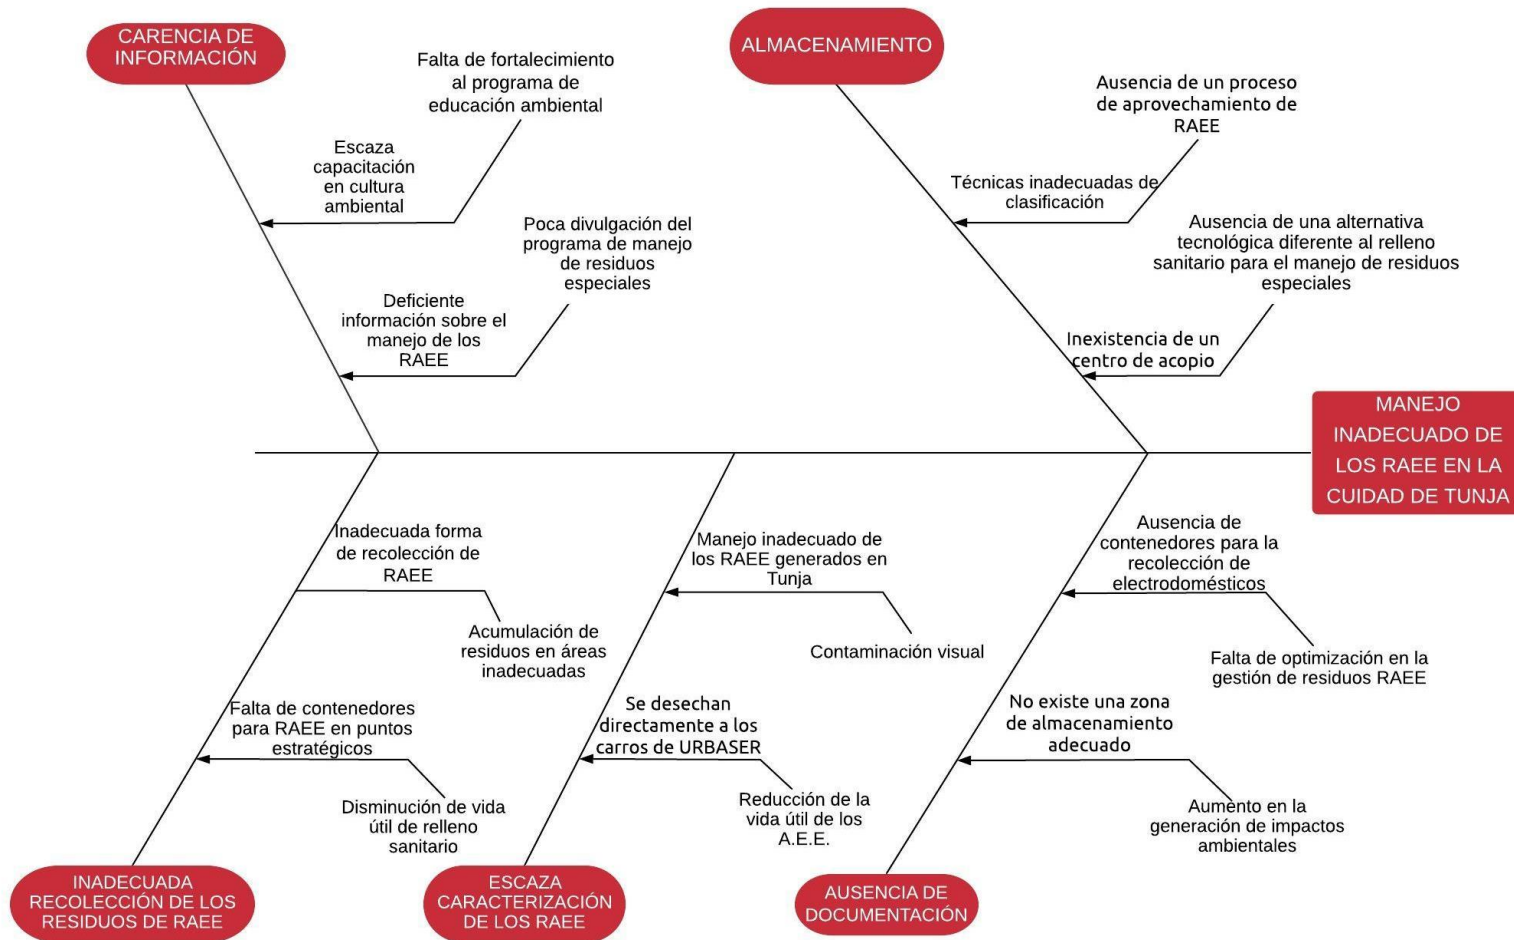 CARENCIA DE
INFORMACIÓN
Falta de fortalecimiento
al programa de
educación ambiental
Escaza
capacitación
en cultura
ambiental
Poca divulgación del
programa de manejo
de residuos
especiales
Deficiente
información sobre el
manejo de los
RAEE
ALMACENAMIENTO
Ausencia de un proceso
de aprovechamiento de
RAEE
Técnicas inadecuadas de
clasificación
Ausencia de una alternativa
tecnológica diferente al relleno
sanitario para el manejo de residuos
especiales
Inexistencia de un
centro de acopio
MANEJO
INADECUADO DE
LOS RAEE EN LA
CUIDAD DE TUNJA
Inadecuada forma
de recolección de
RAEE
Acumulación de
residuos en áreas
inadecuadas
Falta de contenedores
para RAEE en puntos
estratégicos
Disminución de vida
útil de relleno
sanitario
INADECUADA
RECOLECCIÓN DE LOS
RESIDUOS DE RAEE
Manejo inadecuado de
los RAEE generados en
Tunja
Contaminación visual
Se desechan
directamente a los
carros de URBASER
Reducción de la
vida útil de los
A.E.E.
ESCAZA
CARACTERIZACIÓN
DE LOS RAEE
Ausencia de
contenedores para la
recolección de
electrodomésticos
Falta de optimización en la
gestión de residuos RAEE
No existe una zona
de almacenamiento
adecuado
Aumento en la
generación de impactos
ambientales
AUSENCIA DE
DOCUMENTACIÓN